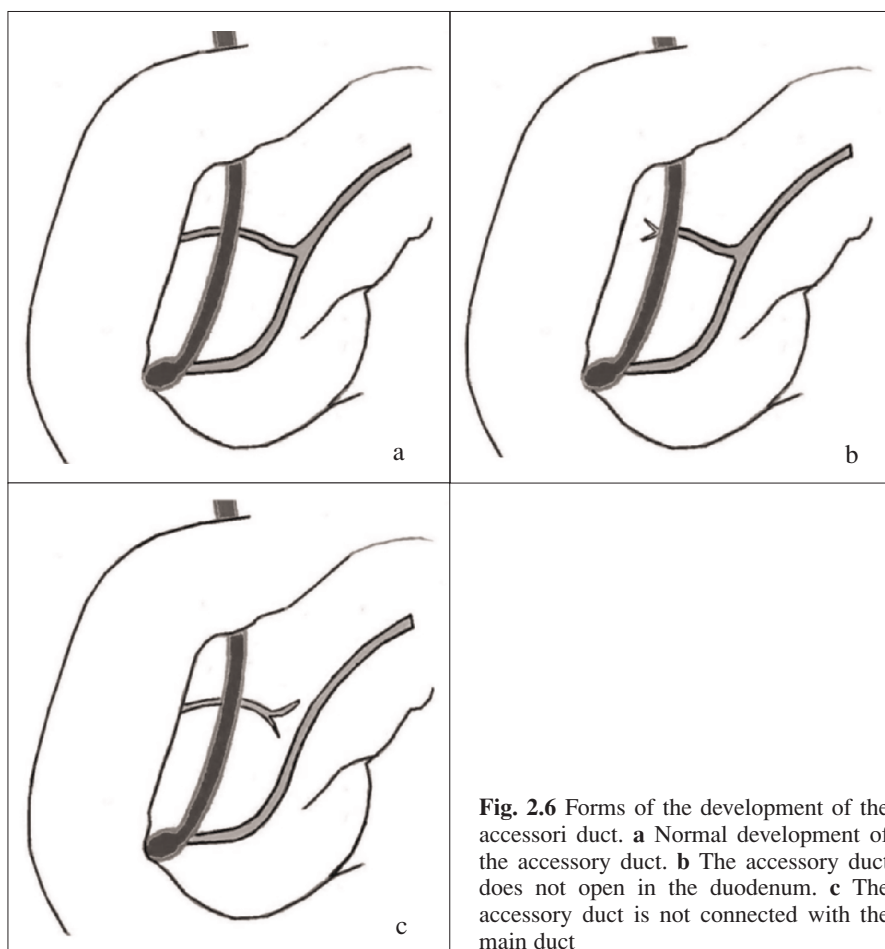 a
b
c
Fig. 2.6 Forms of the development of the
accessori duct. a Normal development of
the accessory duct. b The accessory duct
does not open in the duodenum. c The
accessory duct is not connected with the
main duct